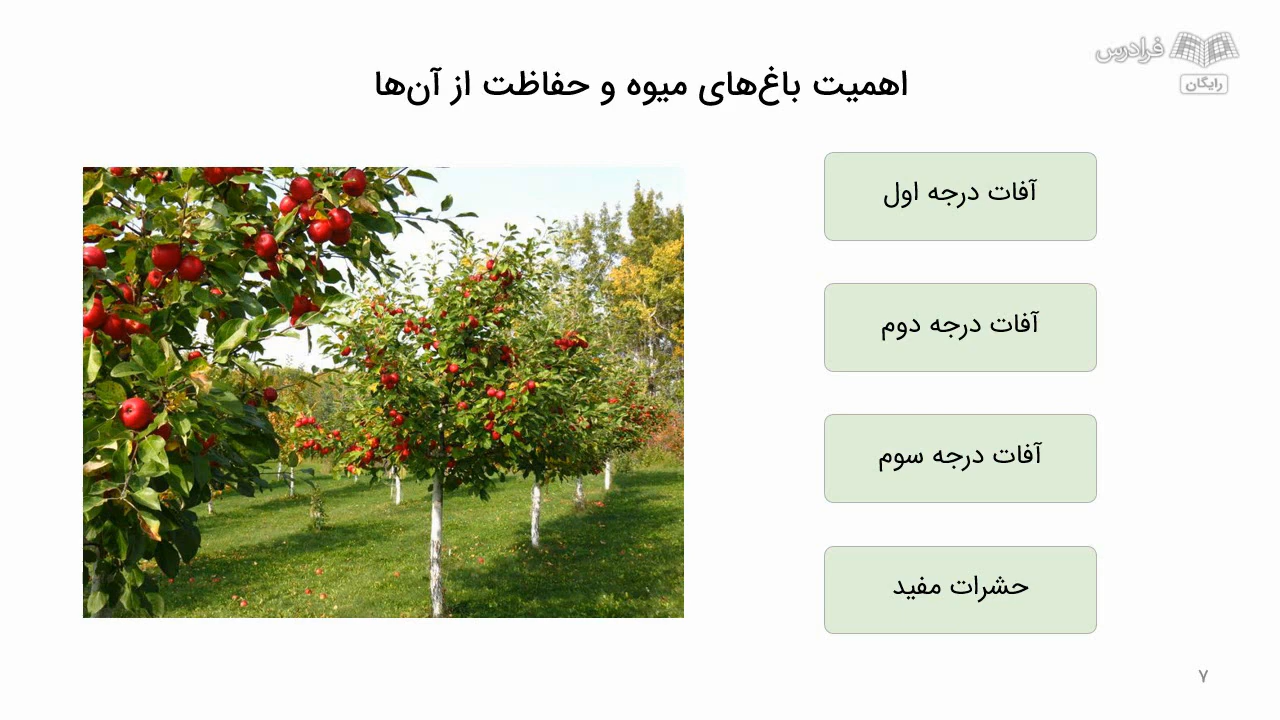 فرادرس
رایگان
اهمیت باغ‌های میوه و حفاظت از آن‌ها
آفات درجه اول
آفات درجه دوم
آفات درجه سوم
حشرات مفید
۷